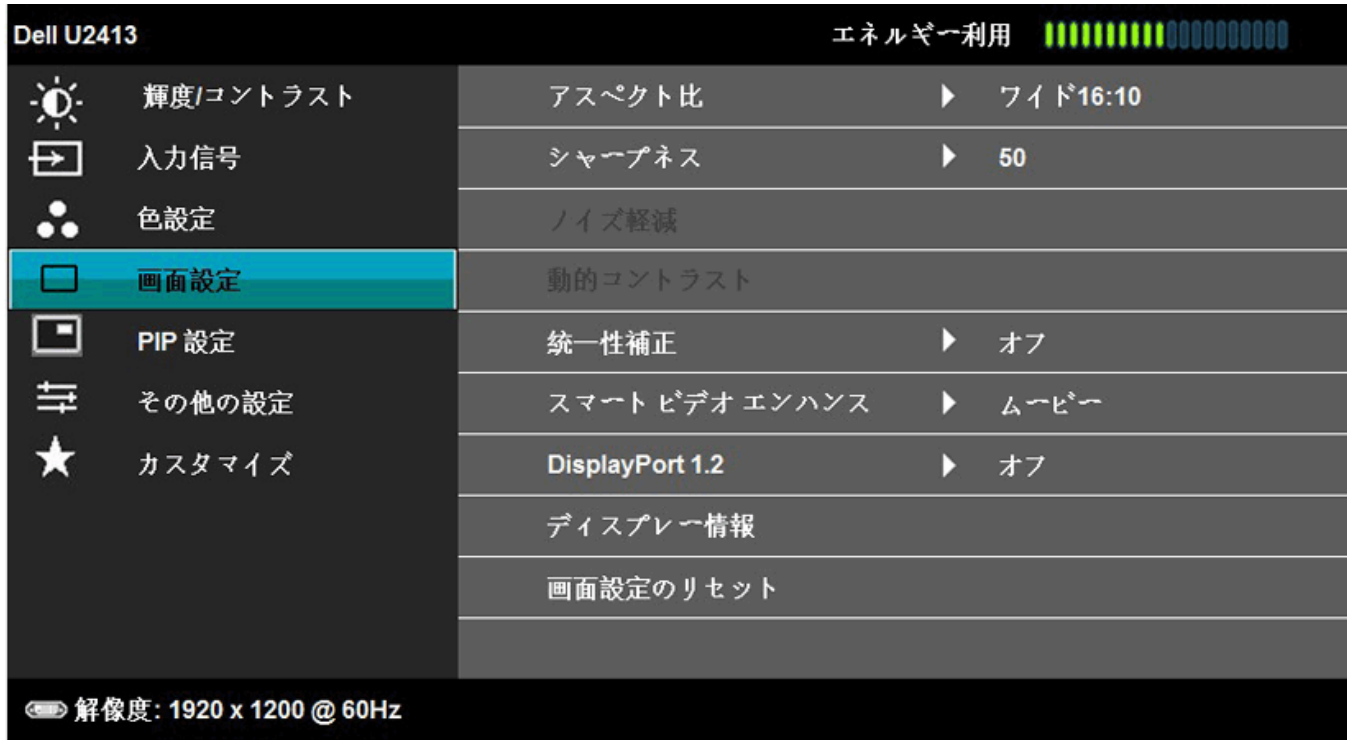 Dell U2413 エネルギー利用
輝度/コントラスト
入力信号
色設定
画面設定
PIP 設定
その他の設定
カスタマイズ
アスペクト比 ワイド16:10
シャープネス 50
ノイズ軽減
動的コントラスト
統一性補正 オフ
スマート ビデオ エンハンス ムービー
DisplayPort 1.2 オフ
ディスプレー情報
画面設定のリセット
解像度: 1920 x 1200 @ 60Hz